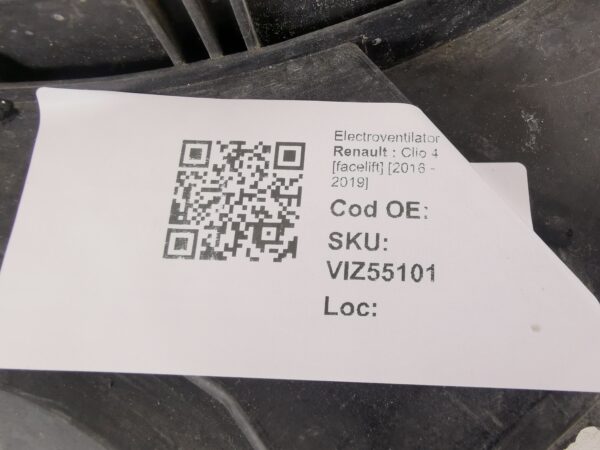 Electroventilator
Renault : Clio 4
[facelift] [2016 -
2019]
Cod OE:
SKU:
VIZ55101
Loc: